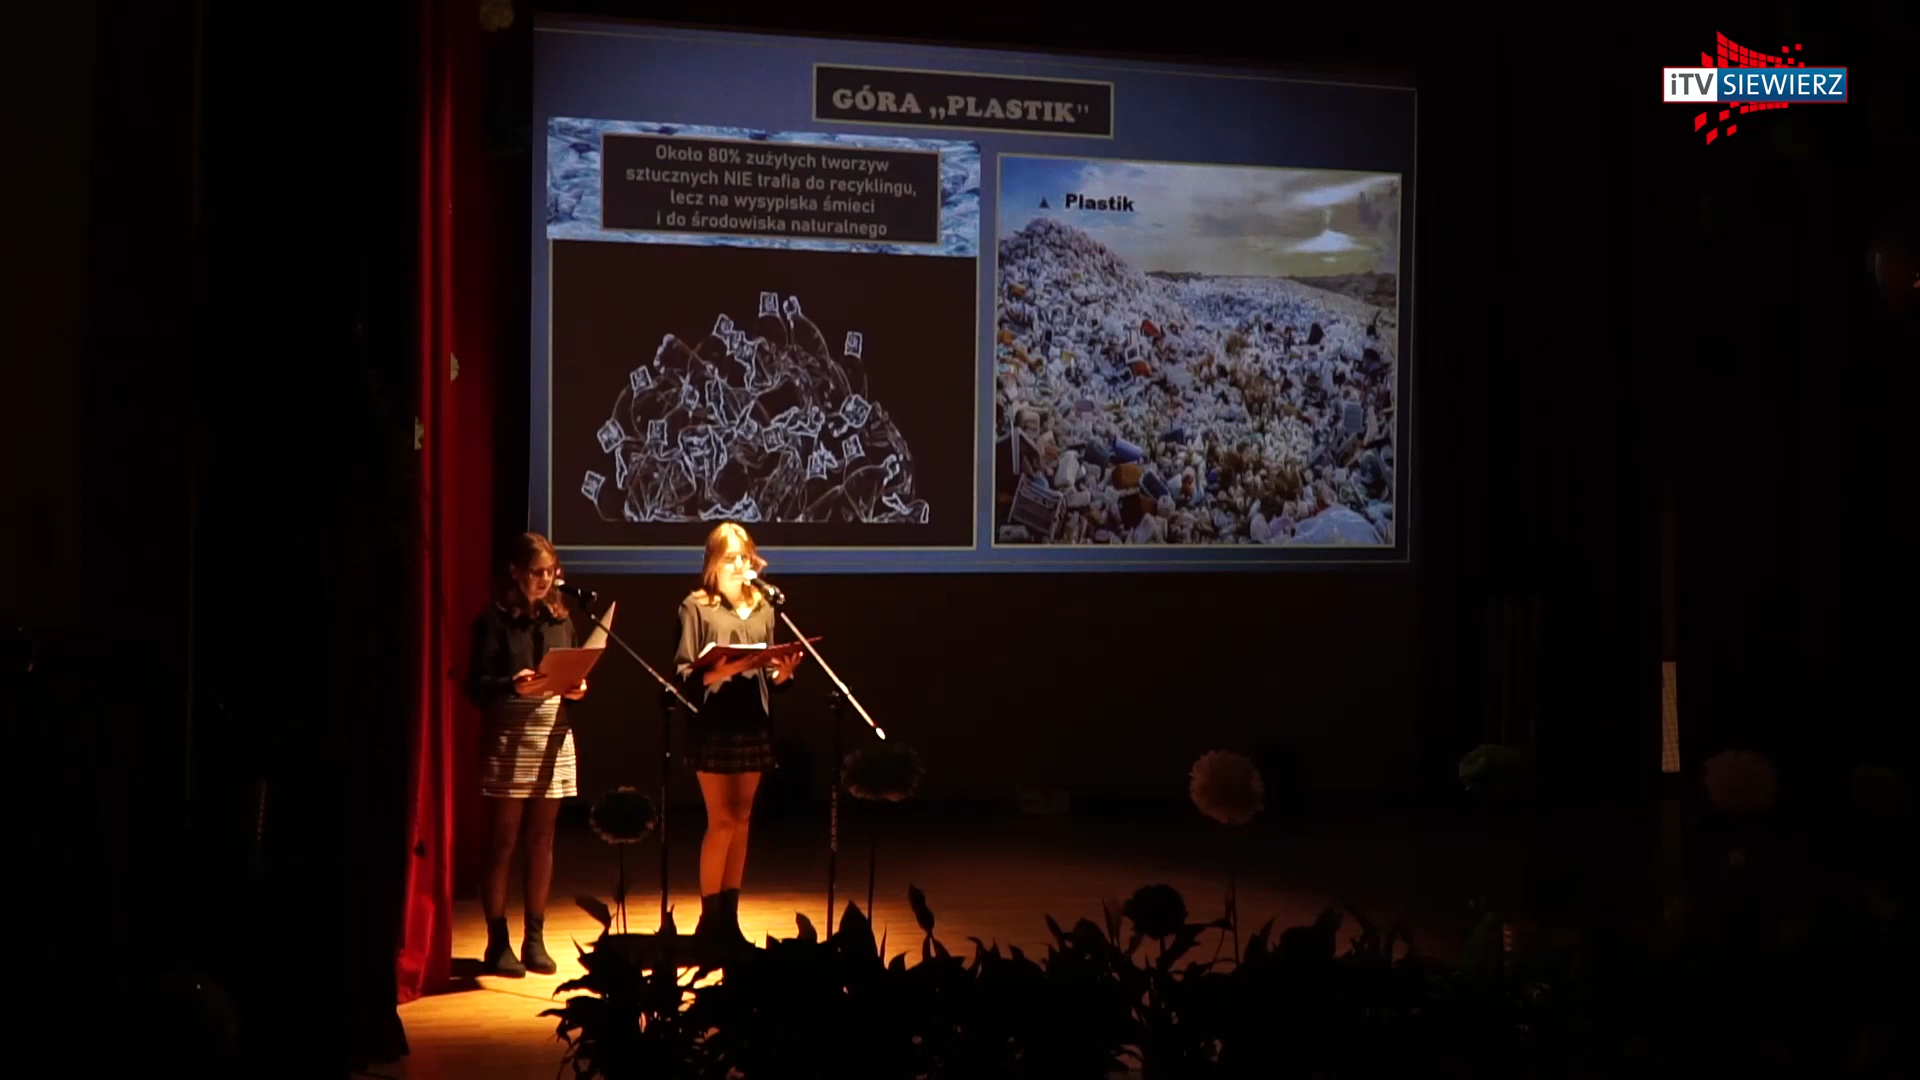 iTV SIEWIERZ
GÓRA „PLASTIK"
Około 80% zużytych tworzyw
sztucznych NIE trafia do recyklingu,
lecz na wysypiska śmieci
i do środowiska naturalnego
Plastik